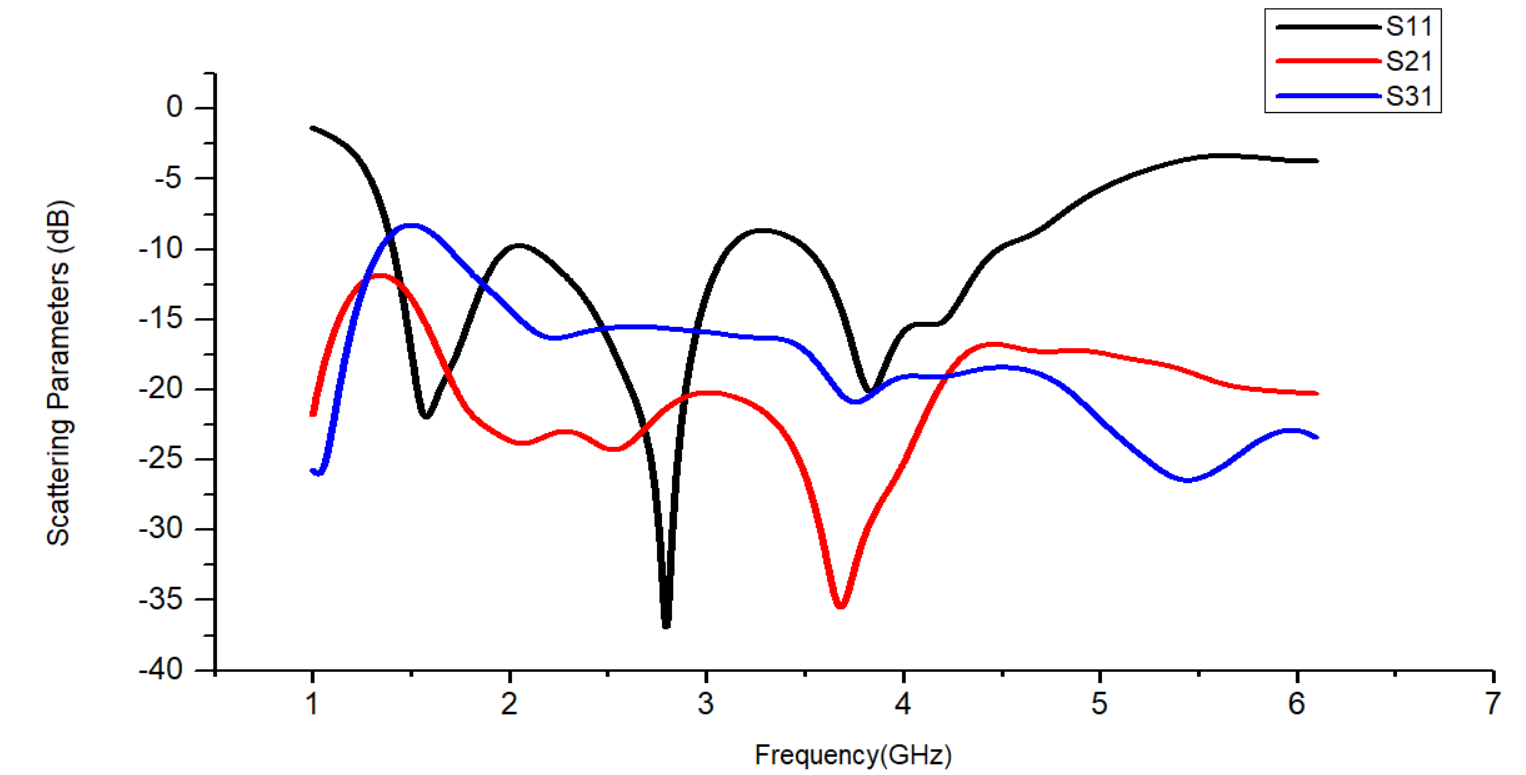 S11
S21
S31
0
-5
-10
-15
-20
-25
-30
-35
-40
Scattering Parameters (dB)
1 2 3 4 5 6 7
Frequency(GHz)